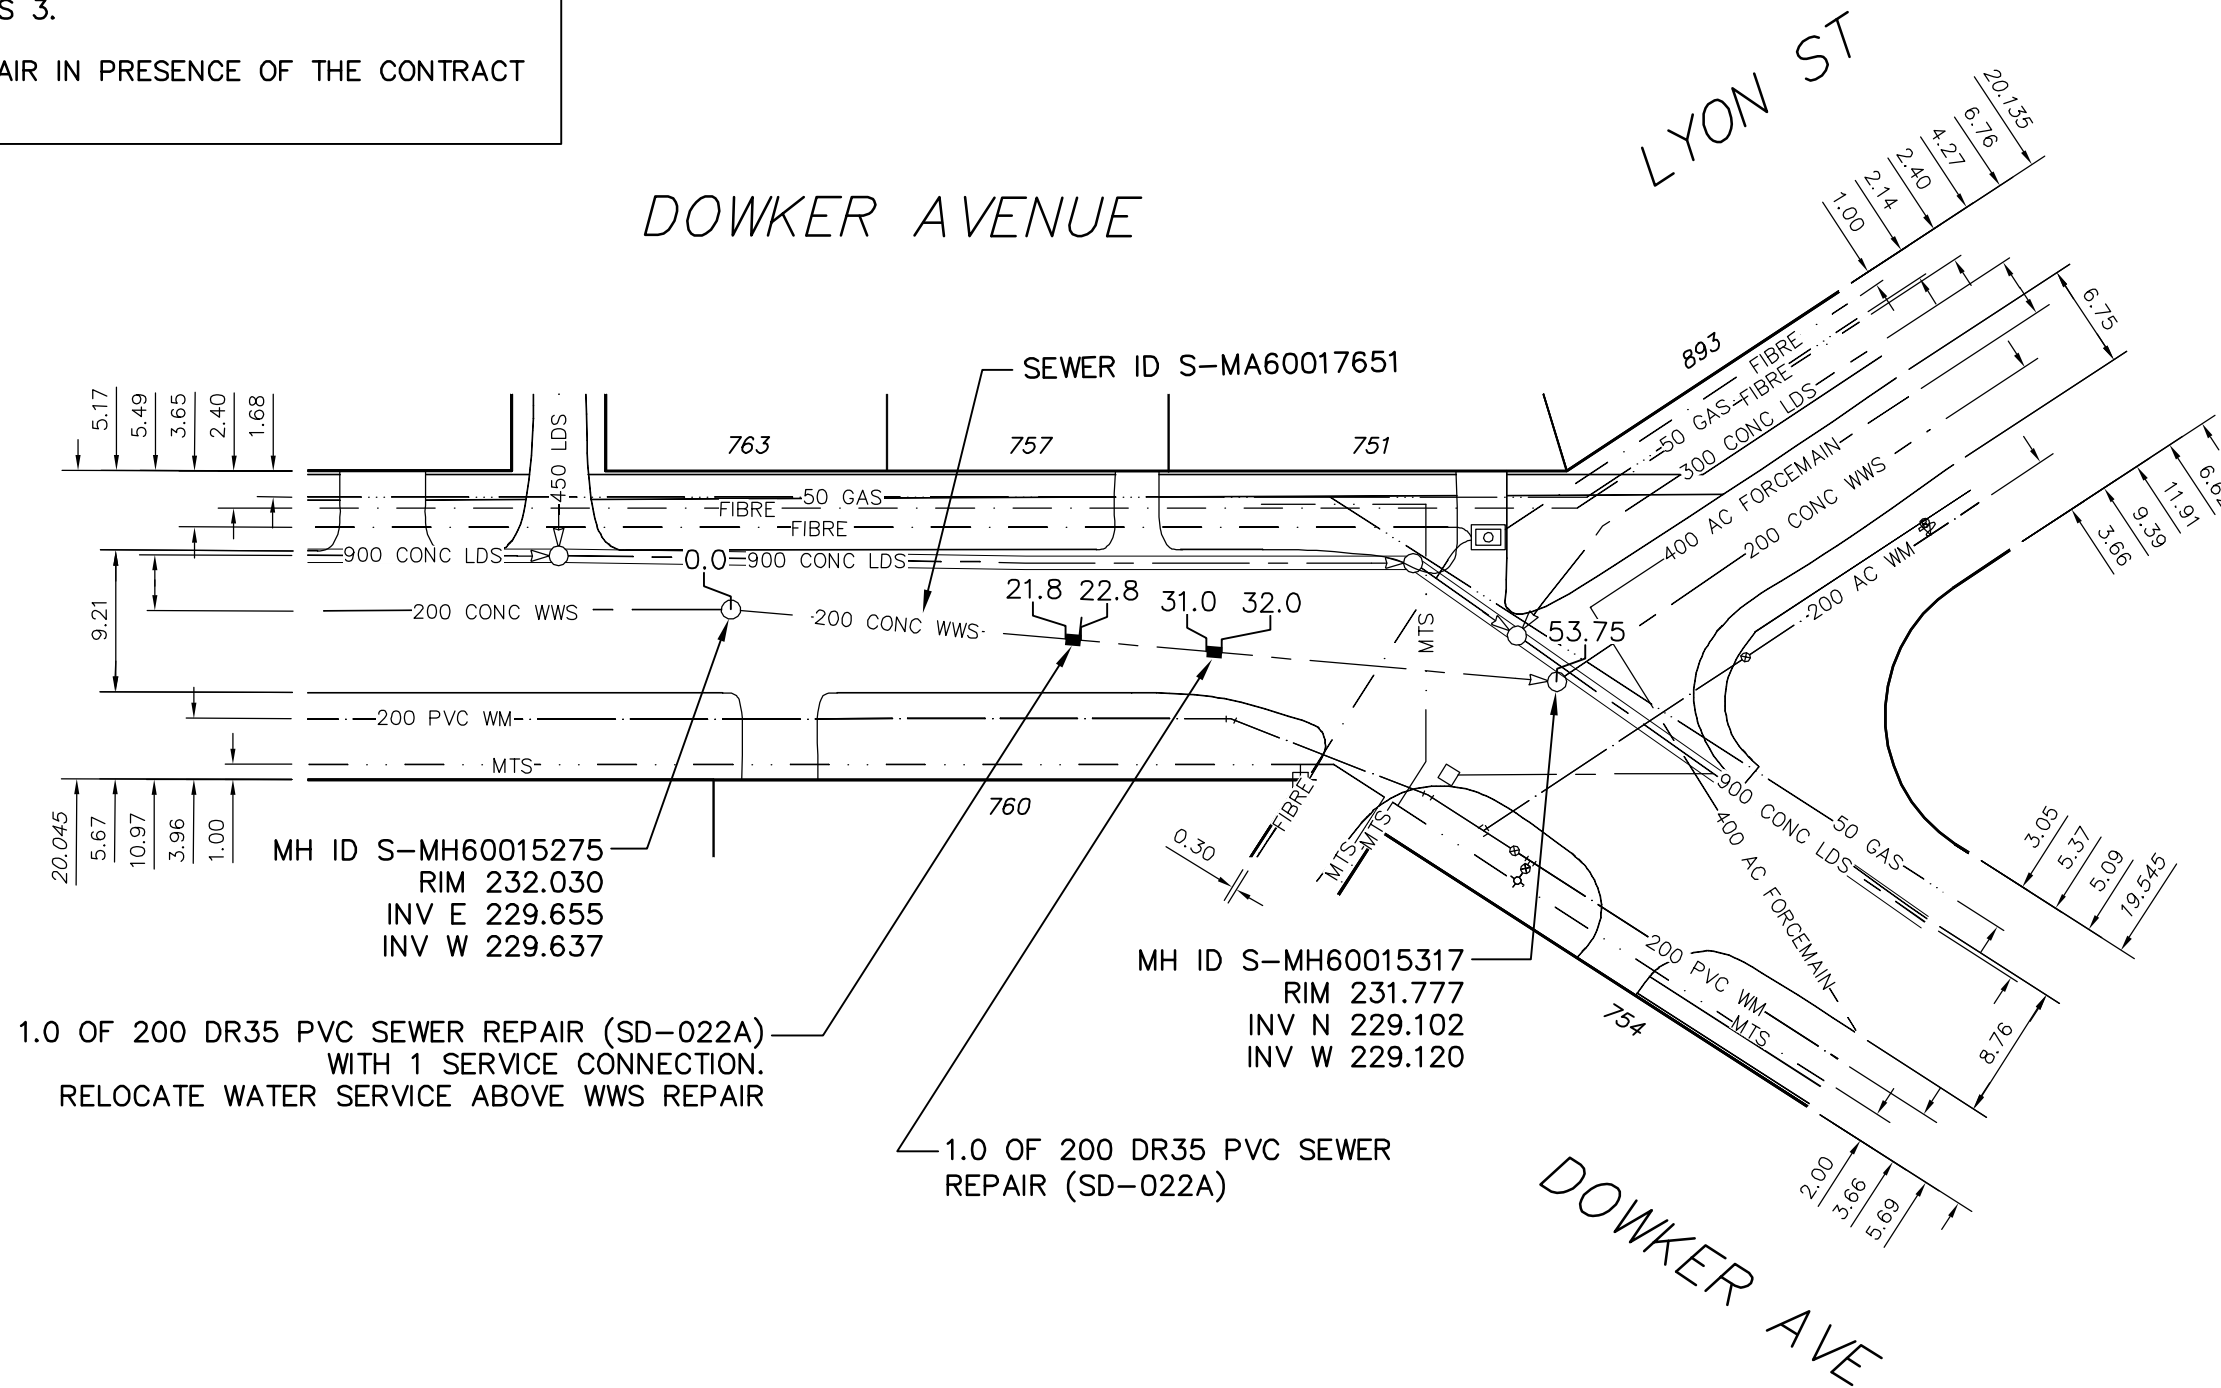 S 3.
AIR IN PRESENCE OF THE CONTRACT
DOWKER AVENUE
LYON ST
20.135
6.76
4.27
2.40
2.14
1.00
6.75
893
FIBRE
50 GAS
FIBRE
300 CONC LDS
400 AC FORCEMAIN
200 CONC WWS
200 AC WM
SEWER ID S-MA60017651
5.17
5.49
3.65
2.40
1.68
450 LDS
763
757
751
50 GAS
FIBRE
FIBRE
900 CONC LDS
0.0
900 CONC LDS
9.21
200 CONC WWS
200 CONC WWS
21.8
22.8
31.0
32.0
53.75
MTS
3.66
9.39
11.91
200 PVC WM
MTS
760
20.045
5.67
10.97
3.96
1.00
FIBRE
0.30
MTS
MTS
900 CONC LDS
50 GAS
400 AC FORCEMAIN
3.05
5.37
5.09
19.545
MH ID S-MH60015275
RIM 232.030
INV E 229.655
INV W 229.637
MH ID S-MH60015317
RIM 231.777
INV N 229.102
INV W 229.120
200 PVC WM
MTS
754
8.76
1.0 OF 200 DR35 PVC SEWER REPAIR (SD-022A)
WITH 1 SERVICE CONNECTION.
RELOCATE WATER SERVICE ABOVE WWS REPAIR
1.0 OF 200 DR35 PVC SEWER
REPAIR (SD-022A)
2.00
3.66
5.69
DOWKER AVE